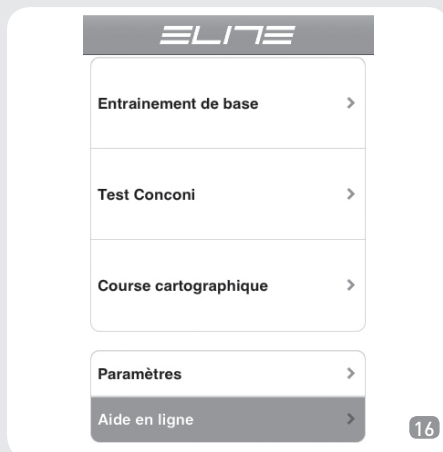 ELITE
Entrainement de base
Test Conconi
Course cartographique
Paramètres
Aide en ligne
16